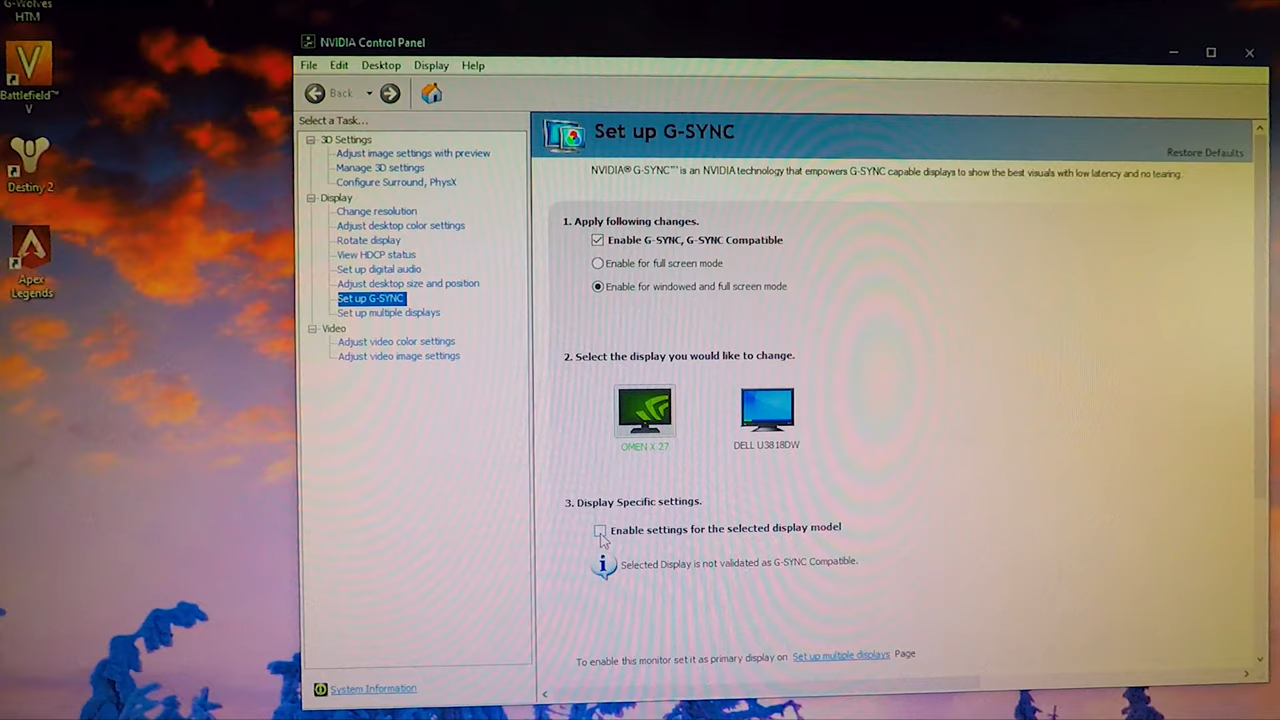 G-Wolves
HTM
Battlefield™
V
Destiny 2
Apex
Legends
NVIDIA Control Panel
File Edit Desktop Display Help
Back
Select a Task...
3D Settings
Adjust image settings with preview
Manage 3D settings
Configure Surround, PhysX
Display
Change resolution
Adjust desktop color settings
Rotate display
View HDCP status
Set up digital audio
Adjust desktop size and position
Set up G-SYNC
Set up multiple displays
Video
Adjust video color settings
Adjust video image settings
System Information
Set up G-SYNC
Restore Defaults
NVIDIA® G-SYNC™ is an NVIDIA technology that empowers G-SYNC capable displays to show the best visuals with low latency and no tearing.
1. Apply following changes.
Enable G-SYNC, G-SYNC Compatible
Enable for full screen mode
Enable for windowed and full screen mode
2. Select the display you would like to change.
OMEN X 27 DELL U3818DW
3. Display Specific settings.
Enable settings for the selected display model
Selected Display is not validated as G-SYNC Compatible.
To enable this monitor set it as primary display on Set up multiple displays Page